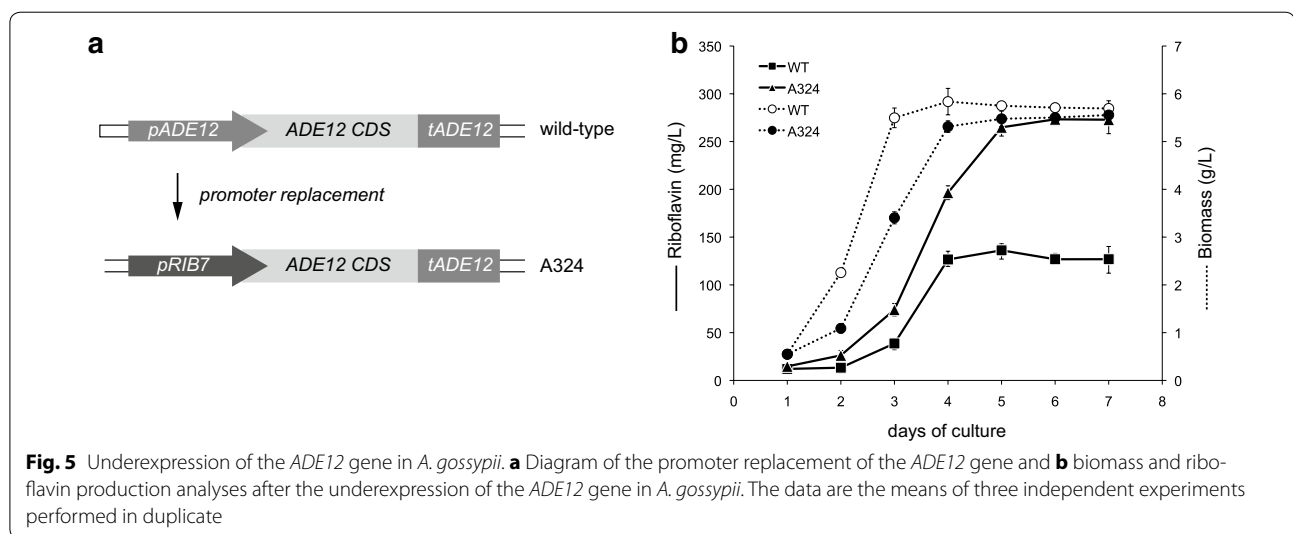 a
pADE12 ADE12 CDS tADE12 wild-type
promoter replacement
pRIB7 ADE12 CDS tADE12 A324
b
WT
A324
WT
A324
Riboflavin (mg/L)
350
300
250
200
150
100
50
0
7
6
5
4
3
2
1
0
Biomass (g/L)
0 1 2 3 4 5 6 7 8
days of culture
Fig. 5 Underexpression of the ADE12 gene in A. gossypii. a Diagram of the promoter replacement of the ADE12 gene and b biomass and ribo-
flavin production analyses after the underexpression of the ADE12 gene in A. gossypii. The data are the means of three independent experiments
performed in duplicate